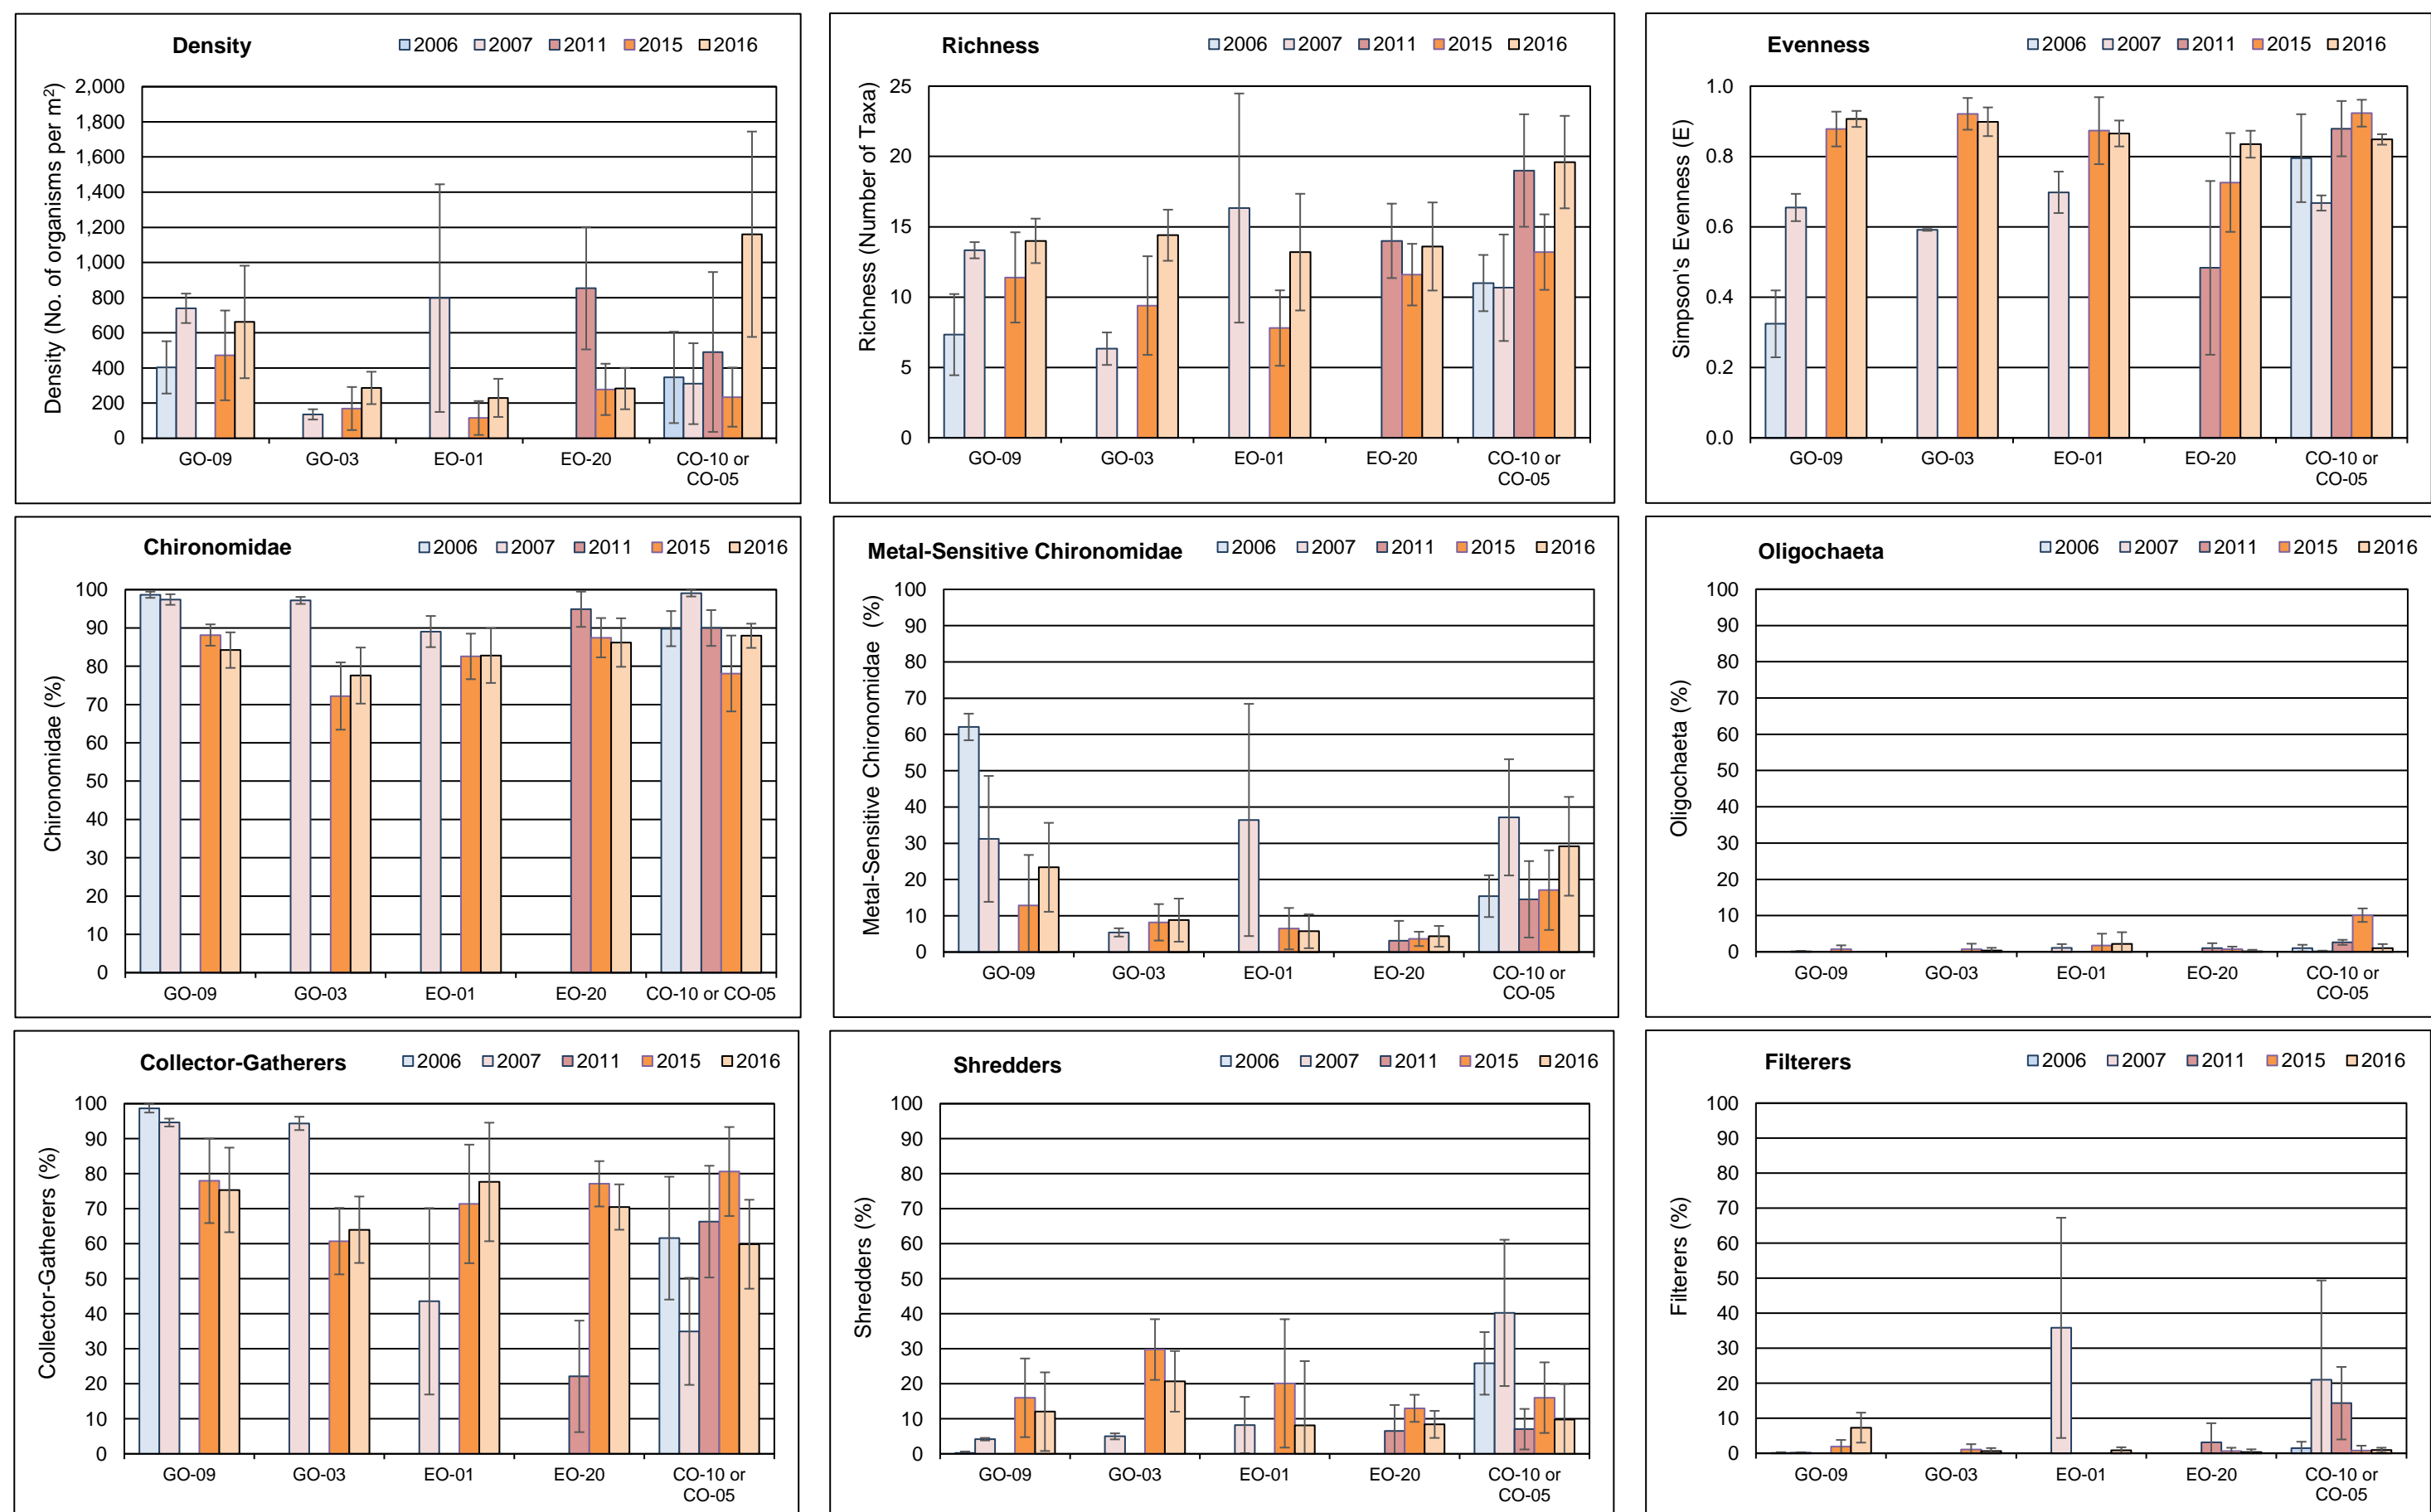 Density 2006 2007 2011 2015 2016
Density (No. of organisms per m²)
2,000
1,800
1,600
1,400
1,200
1,000
800
600
400
200
0
GO-09 GO-03 EO-01 EO-20 CO-10 or
CO-05
Richness 2006 2007 2011 2015 2016
Richness (Number of Taxa)
25
20
15
10
5
0
GO-09 GO-03 EO-01 EO-20 CO-10 or
CO-05
Evenness 2006 2007 2011 2015 2016
Simpson's Evenness (E)
1.0
0.8
0.6
0.4
0.2
0.0
GO-09 GO-03 EO-01 EO-20 CO-10 or
CO-05
Chironomidae 2006 2007 2011 2015 2016
Chironomidae (%)
100
90
80
70
60
50
40
30
20
10
0
GO-09 GO-03 EO-01 EO-20 CO-10 or CO-05
Metal-Sensitive Chironomidae 2006 2007 2011 2015 2016
Metal-Sensitive Chironomidae (%)
100
90
80
70
60
50
40
30
20
10
0
GO-09 GO-03 EO-01 EO-20 CO-10 or
CO-05
Oligochaeta 2006 2007 2011 2015 2016
Oligochaeta (%)
100
90
80
70
60
50
40
30
20
10
0
GO-09 GO-03 EO-01 EO-20 CO-10 or
CO-05
Collector-Gatherers 2006 2007 2011 2015 2016
Collector-Gatherers (%)
100
90
80
70
60
50
40
30
20
10
0
GO-09 GO-03 EO-01 EO-20 CO-10 or
CO-05
Shredders 2006 2007 2011 2015 2016
Shredders (%)
100
90
80
70
60
50
40
30
20
10
0
GO-09 GO-03 EO-01 EO-20 CO-10 or
CO-05
Filterers 2006 2007 2011 2015 2016
Filterers (%)
100
90
80
70
60
50
40
30
20
10
0
GO-09 GO-03 EO-01 EO-20 CO-10 or
CO-05